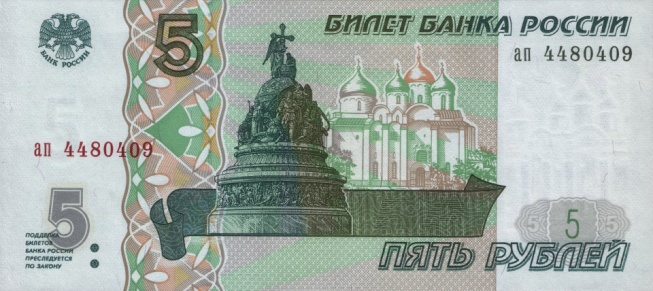 5
БИЛЕТ БАНКА РОССИИ
БАНК РОССИИ
ап 4480409
ап 4480409
5
ПОДДЕЛКА
БИЛЕТОВ
БАНКА РОССИИ
ПРЕСЛЕДУЕТСЯ
ПО ЗАКОНУ
5 5 5
ПЯТЬ РУБЛЕЙ